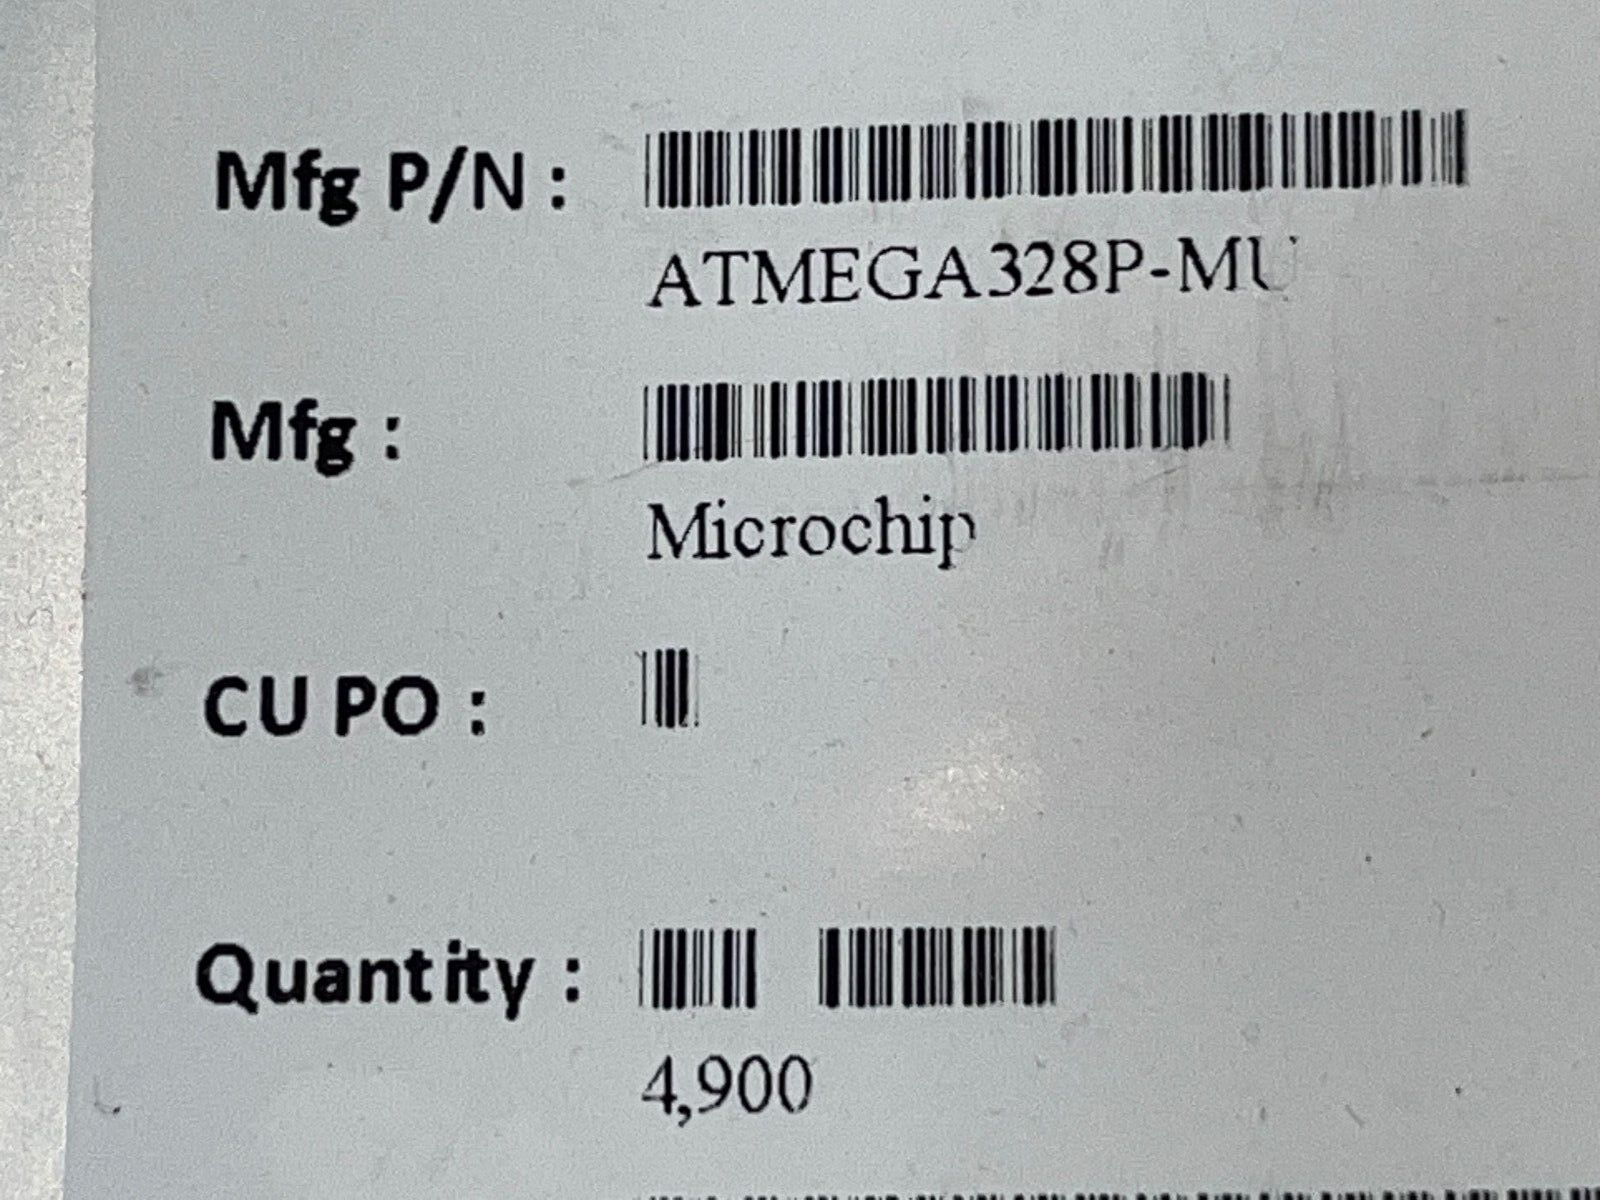 Mfg P/N :
ATMEGA328P-MU
Mfg :
Microchip
CU PO :
Quantity :
4,900